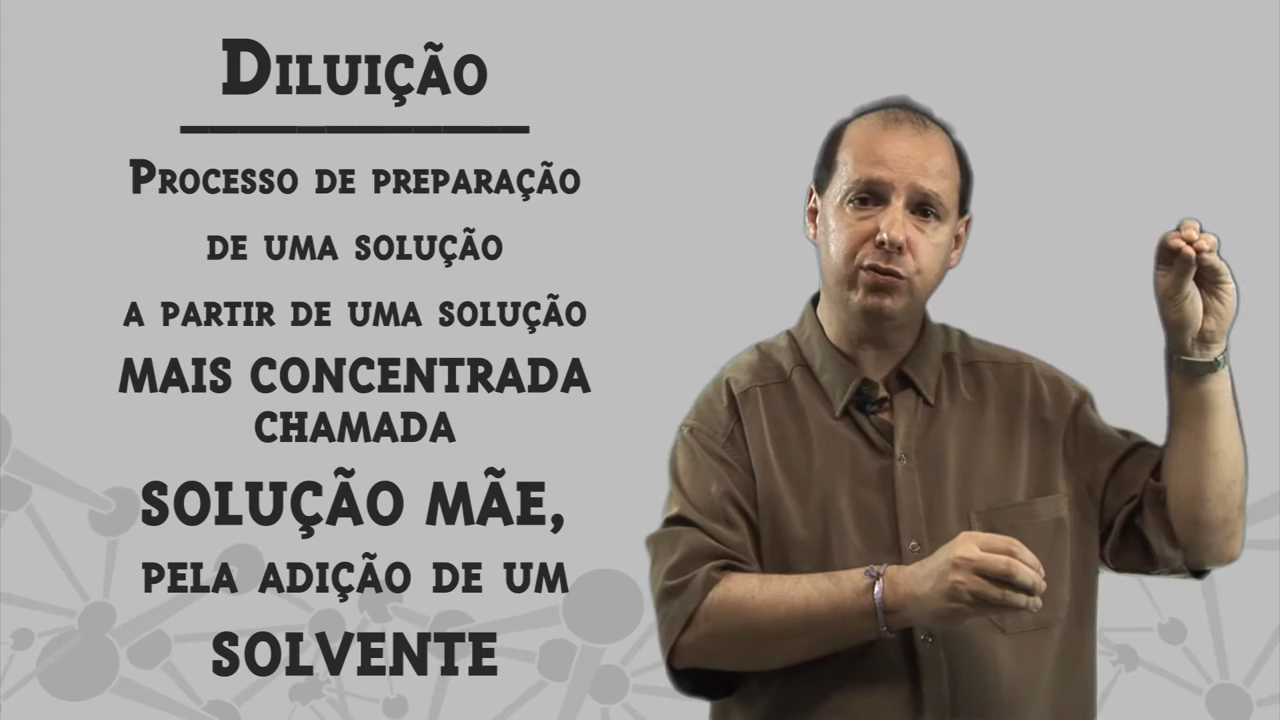 Diluição
Processo de preparação
de uma solução
a partir de uma solução
MAIS CONCENTRADA
CHAMADA
SOLUÇÃO MÃE,
PELA ADIÇÃO DE UM
SOLVENTE